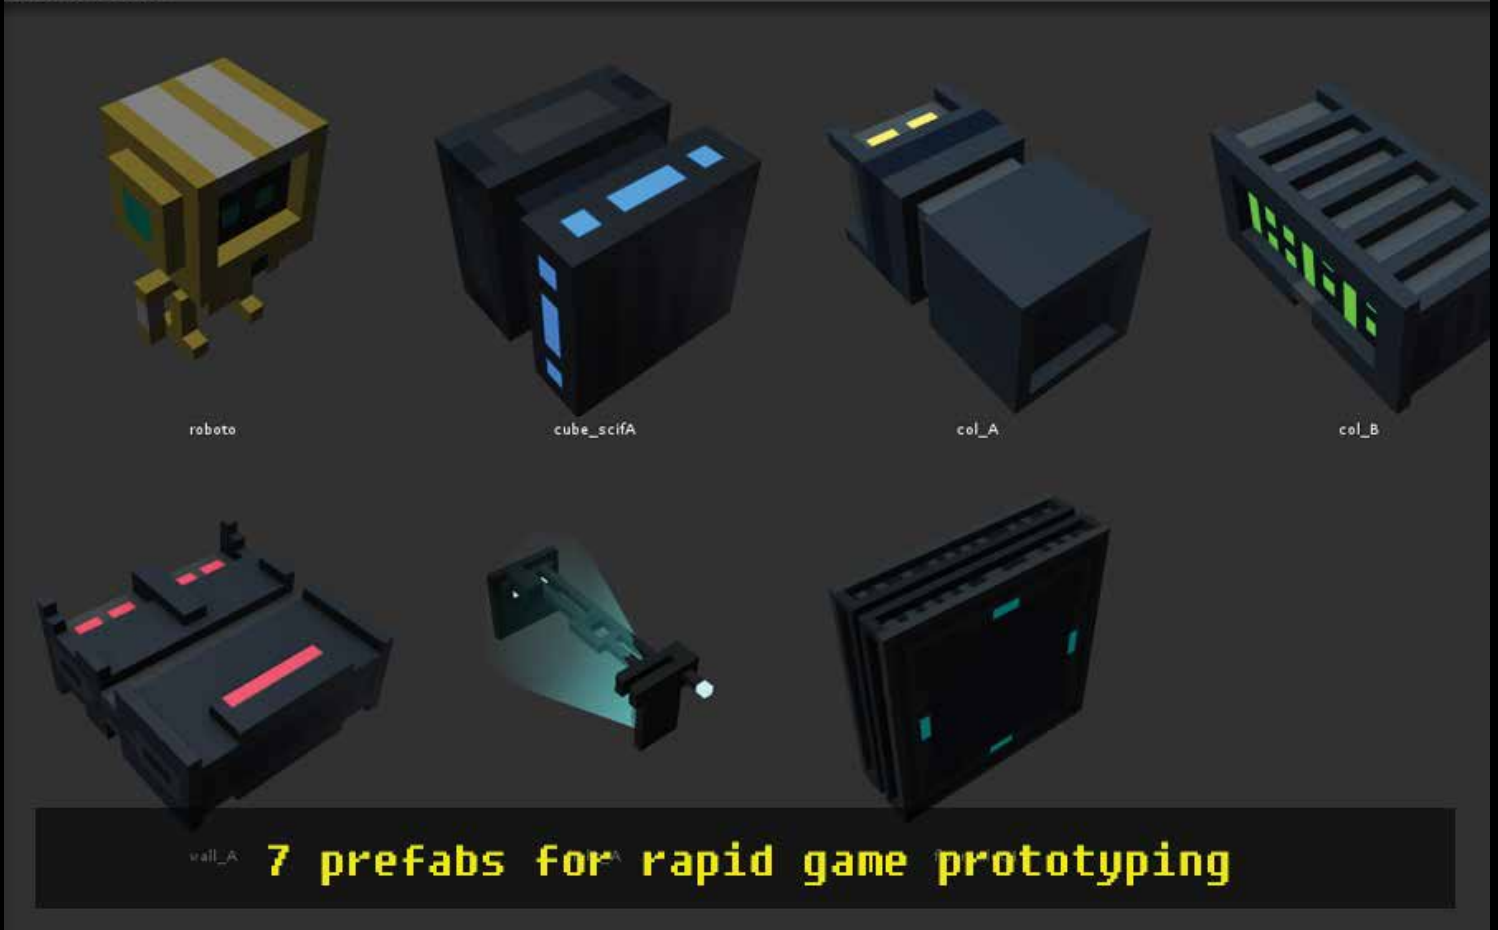 roboto
cube_scifA
col_A
col_B
wall_A
7 prefabs for rapid game prototyping